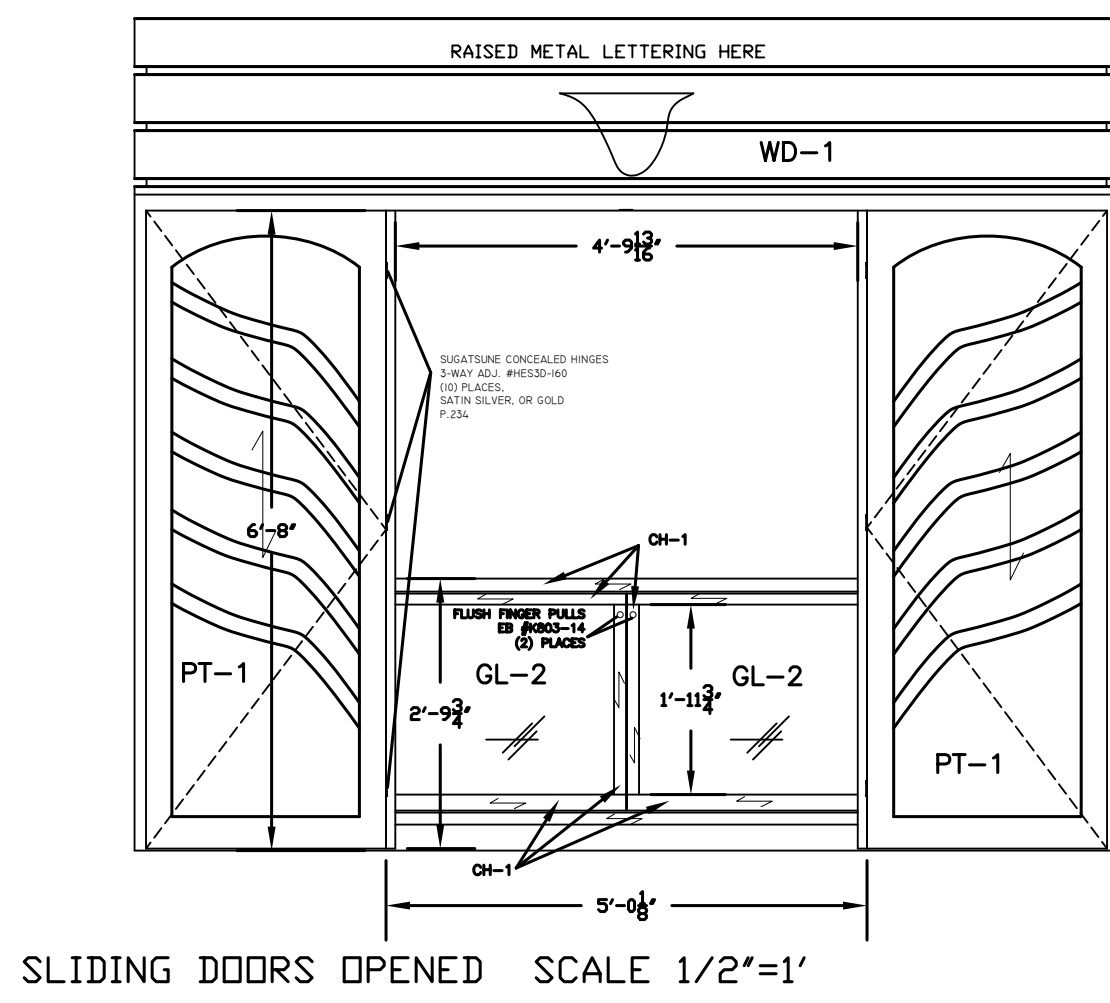 RAISED METAL LETTERING HERE
WD-1
4'-9 13/16"
SUGATSUNE CONCEALED HINGES
3-WAY ADJ. #HES3D-160
(10) PLACES,
SATIN SILVER, OR GOLD
P.234
6'-8"
CH-1
FLUSH FINGER PULLS
EB #K803-14
(2) PLACES
PT-1
GL-2
GL-2
2'-9 3/4"
1'-11 3/4"
PT-1
CH-1
5'-0 1/8"
SLIDING DOORS OPENED SCALE 1/2"=1'